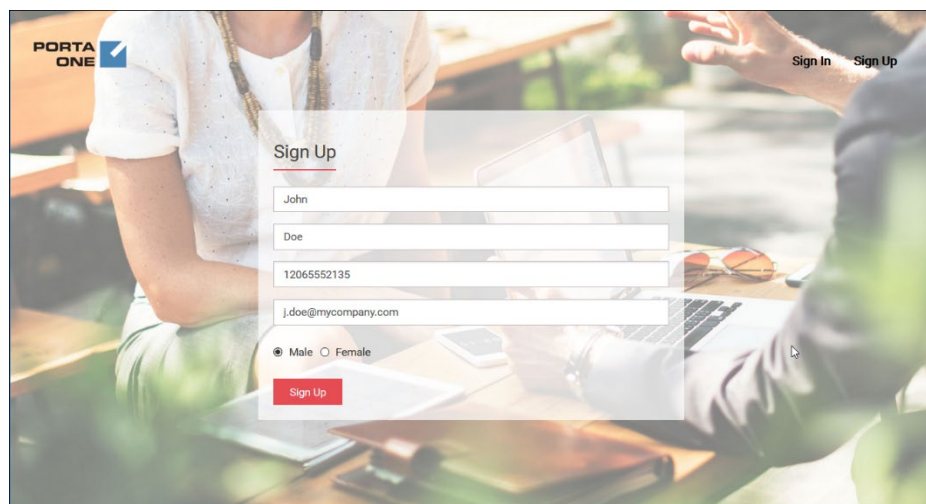 PORTA
ONE
Sign In Sign Up
Sign Up
John
Doe
12065552135
j.doe@mycompany.com
Male Female
Sign Up